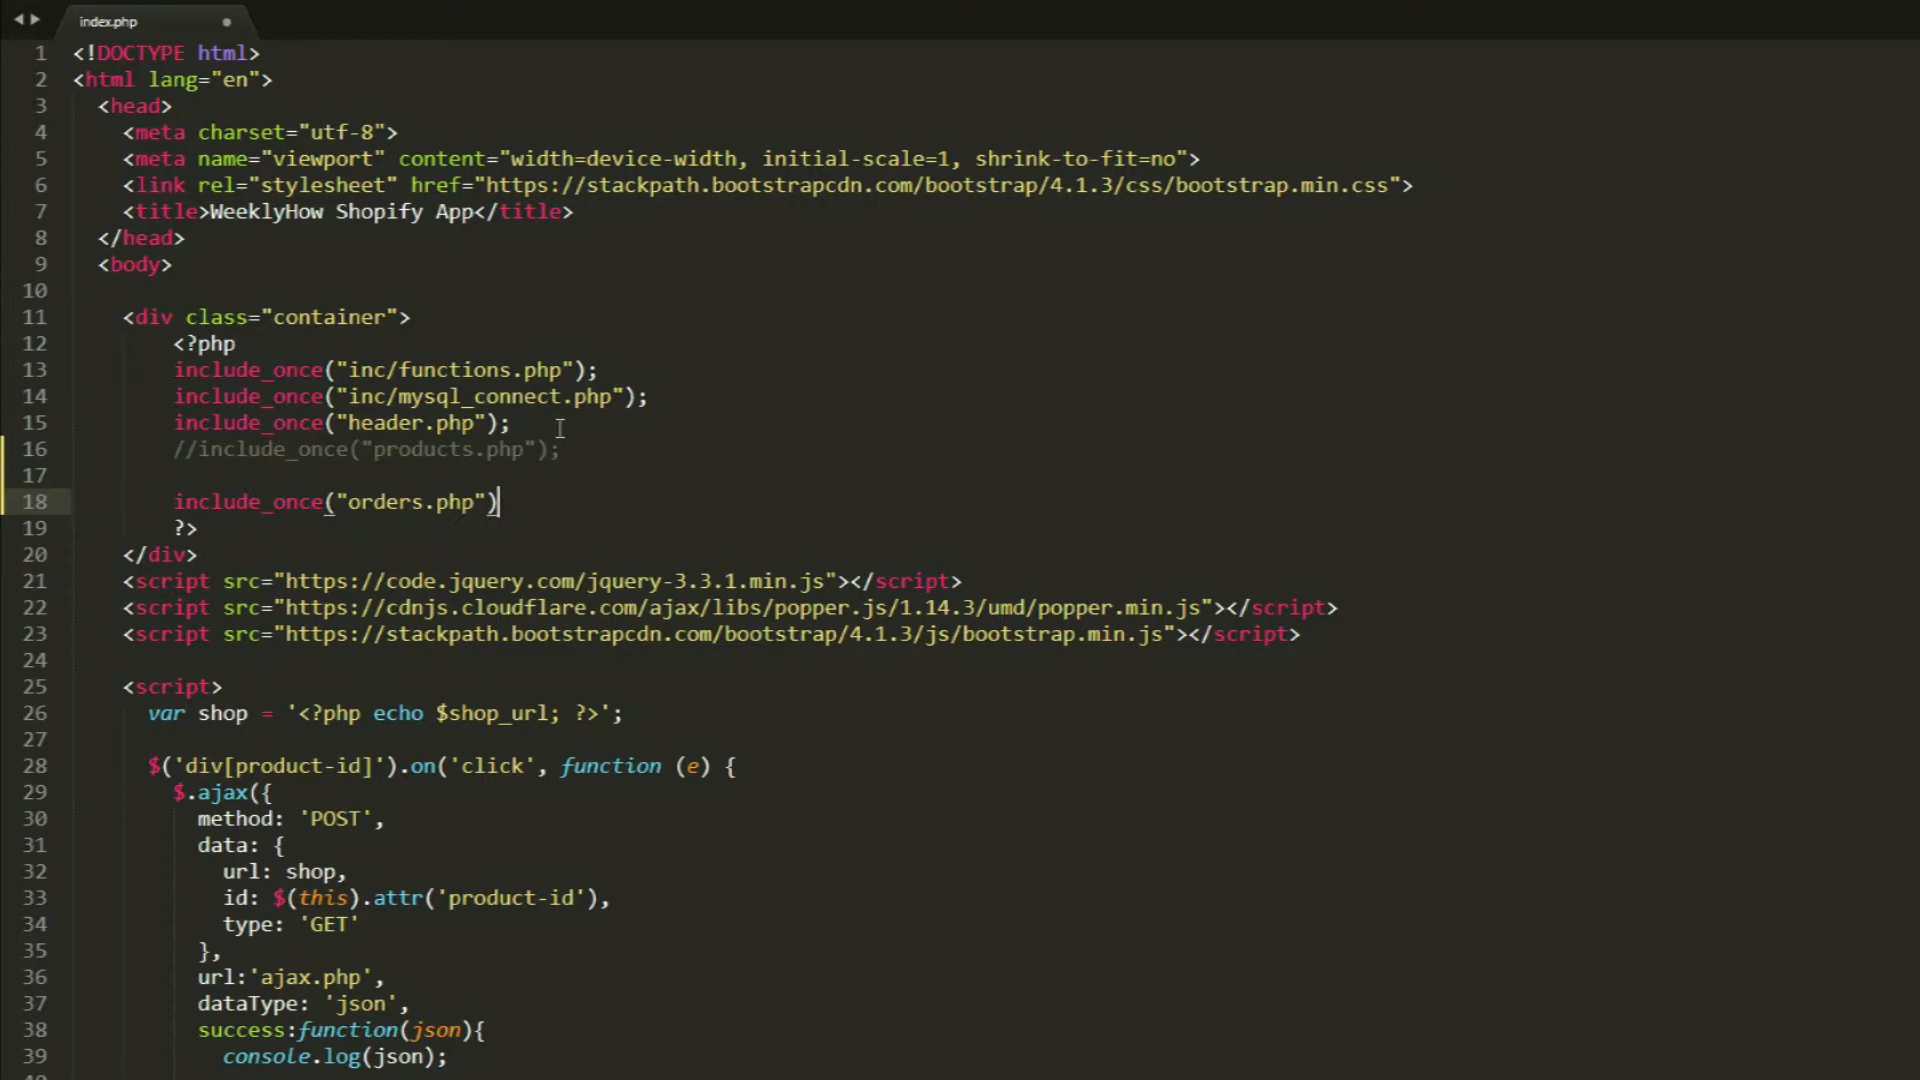 index.php
1 <!DOCTYPE html>
2 <html lang="en">
3 <head>
4 <meta charset="utf-8">
5 <meta name="viewport" content="width=device-width, initial-scale=1, shrink-to-fit=no">
6 <link rel="stylesheet" href="https://stackpath.bootstrapcdn.com/bootstrap/4.1.3/css/bootstrap.min.css">
7 <title>WeeklyHow Shopify App</title>
8 </head>
9 <body>
10
11 <div class="container">
12 <?php
13 include_once("inc/functions.php");
14 include_once("inc/mysql_connect.php");
15 include_once("header.php");
16 //include_once("products.php");
17
18 include_once("orders.php")
19 ?>
20 </div>
21 <script src="https://code.jquery.com/jquery-3.3.1.min.js"></script>
22 <script src="https://cdnjs.cloudflare.com/ajax/libs/popper.js/1.14.3/umd/popper.min.js"></script>
23 <script src="https://stackpath.bootstrapcdn.com/bootstrap/4.1.3/js/bootstrap.min.js"></script>
24
25 <script>
26 var shop = '<?php echo $shop_url; ?>';
27
28 $('div[product-id]').on('click', function (e) {
29 $.ajax({
30 method: 'POST',
31 data: {
32 url: shop,
33 id: $(this).attr('product-id'),
34 type: 'GET'
35 },
36 url:'ajax.php',
37 dataType: 'json',
38 success:function(json){
39 console.log(json);